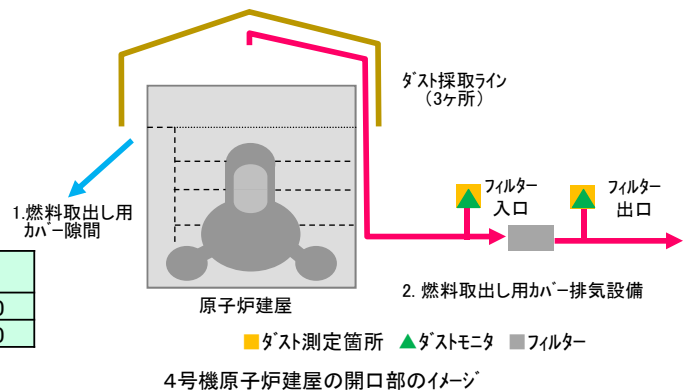 ダスト採取ライン
（3ヶ所）
フィルター
入口
フィルター
出口
1.燃料取出し用
カバー隙間
0
0
原子炉建屋
2. 燃料取出し用カバー排気設備
ダスト測定箇所 ダストモニタ フィルター
4号機原子炉建屋の開口部のイメージ